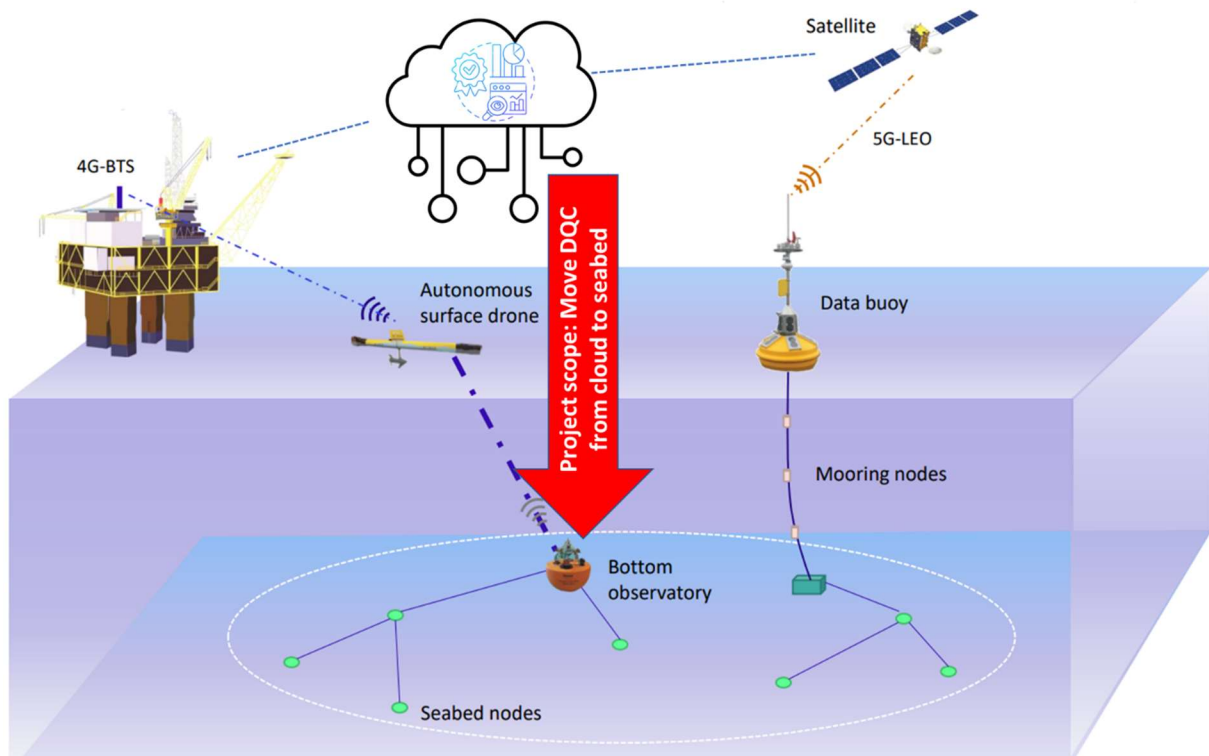 Satellite
5G-LEO
4G-BTS
Project scope: Move DQC
from cloud to seabed
Autonomous
surface drone
Data buoy
Mooring nodes
Bottom
observatory
Seabed nodes